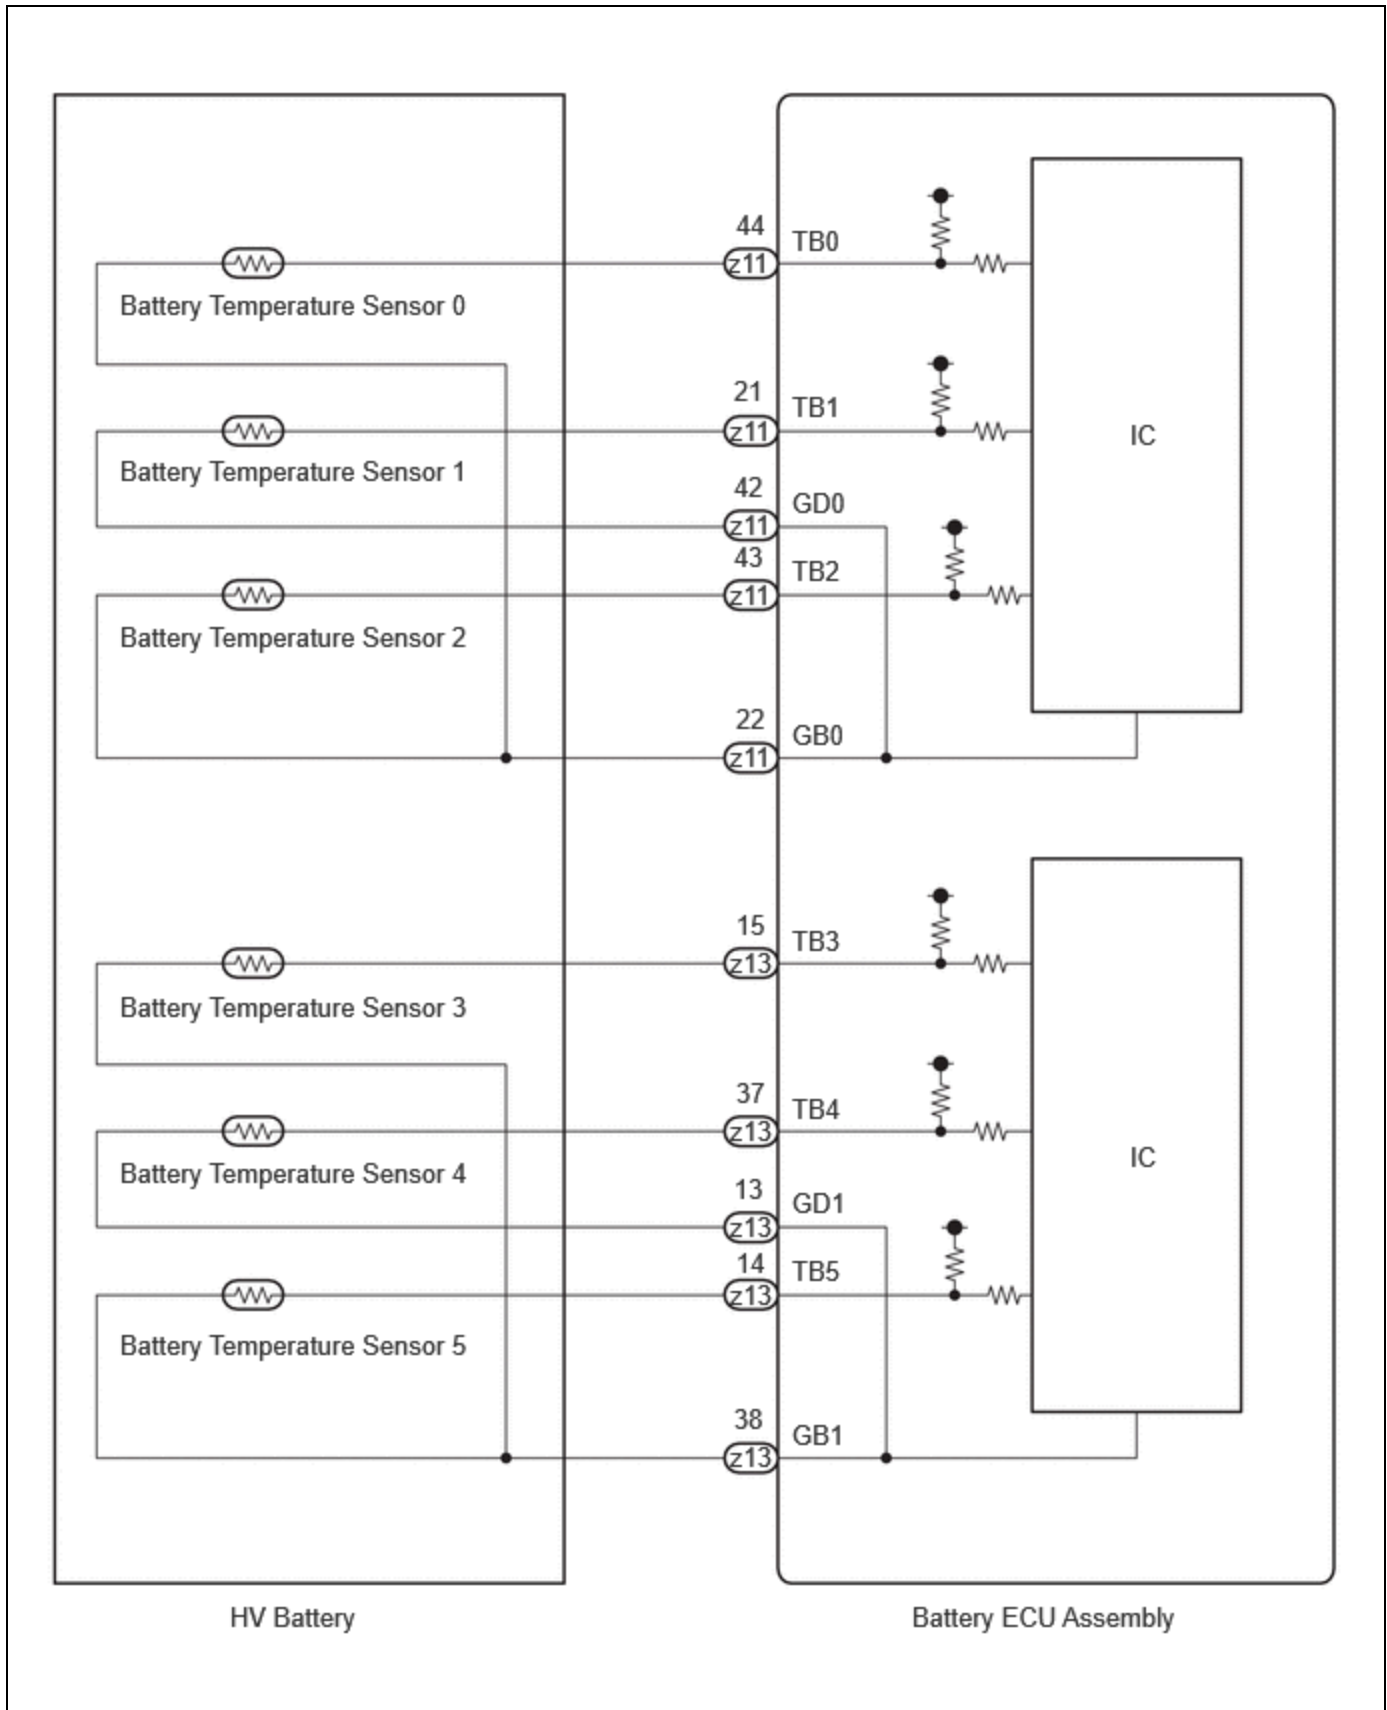 44
TB0
z11
Battery Temperature Sensor 0
21
TB1
z11
IC
Battery Temperature Sensor 1
42
GD0
z11
43
TB2
z11
Battery Temperature Sensor 2
22
GB0
z11
15
TB3
z13
Battery Temperature Sensor 3
37
TB4
z13
IC
Battery Temperature Sensor 4
13
GD1
z13
14
TB5
z13
Battery Temperature Sensor 5
38
GB1
z13
HV Battery
Battery ECU Assembly